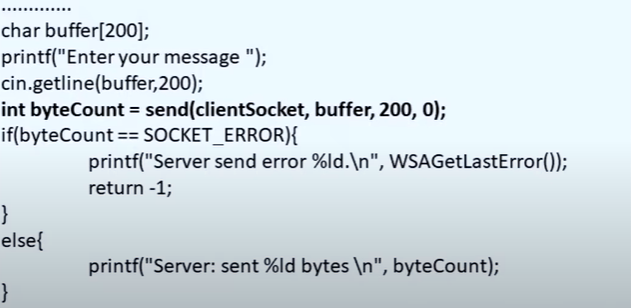 .............
char buffer[200];
printf("Enter your message ");
cin.getline(buffer,200);
int byteCount = send(clientSocket, buffer, 200, 0);
if(byteCount == SOCKET_ERROR){
printf("Server send error %ld.\n", WSAGetLastError());
return -1;
}
else{
printf("Server: sent %ld bytes \n", byteCount);
}